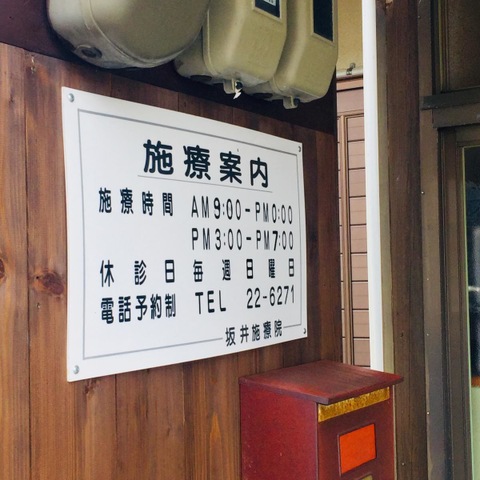 施療案内
施療時間 AM9:00-PM0:00
PM3:00-PM7:00
休診日毎週日曜日
電話予約制 TEL 22-6271
坂井施療院